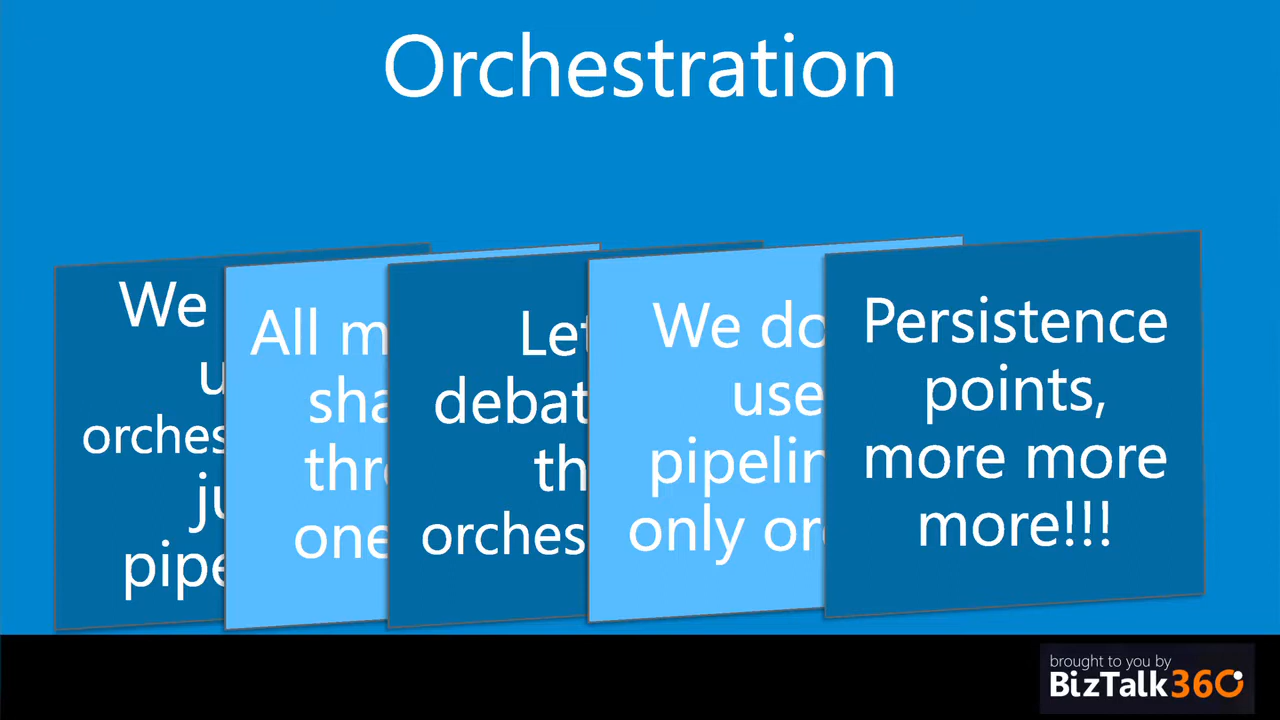 Orchestration
We
orches
pipe
All m
sha
thr
one
Let
debat
th
orches
We do
use
pipelin
only or
Persistence
points,
more more
more!!!
brought to you by
BizTalk360